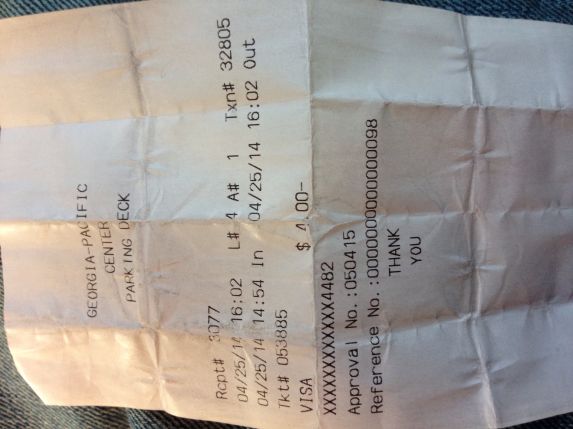 GEORGIA-PACIFIC
CENTER
PARKING DECK
Rcpt# 3077
04/25/14 16:02 L# 4 A# 1 Txn# 32805
04/25/14 14:54 In 04/25/14 16:02 Out
Tkt# 053885
VISA $ 4.00-
XXXXXXXXXXXX4482
Approval No.:050415
Reference No.:0000000000000098
THANK
YOU